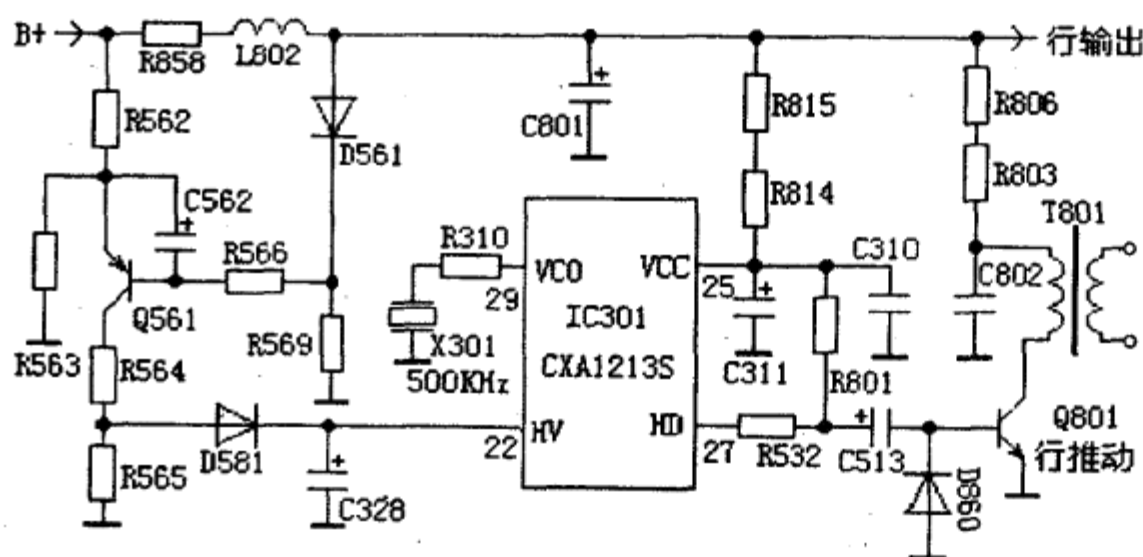 B+
R858
L802
行输出
R562
D561
C801
+
R815
R806
R814
R803
C562
+
T801
R310
VCO
VCC
C310
C802
R566
29
25
+
Q561
IC301
R569
X301
CXA1213S
C311
R563
R564
500KHz
R801
HV
HD
+
Q801
22
27
D581
R532
C513
行推动
R565
+
C328
D860